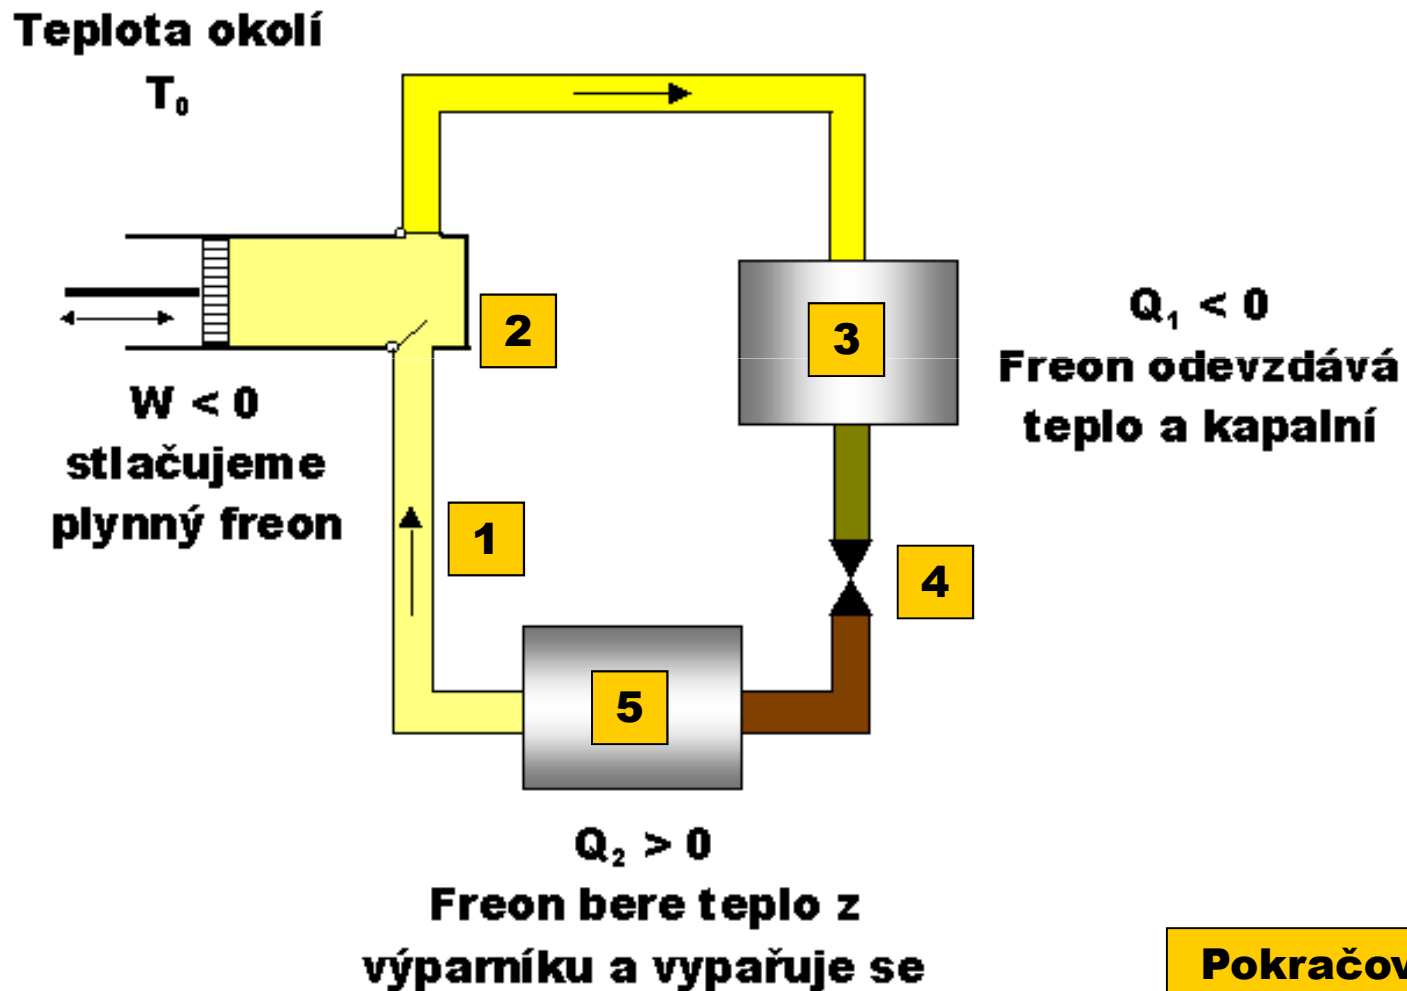 Teplota okolí
T₀
2
3
Q₁ < 0
Freon odevzdává
teplo a kapalní
W < 0
stlačujeme
plynný freon
1
4
5
Q₂ > 0
Freon bere teplo z
výparníku a vypařuje se
Pokračov